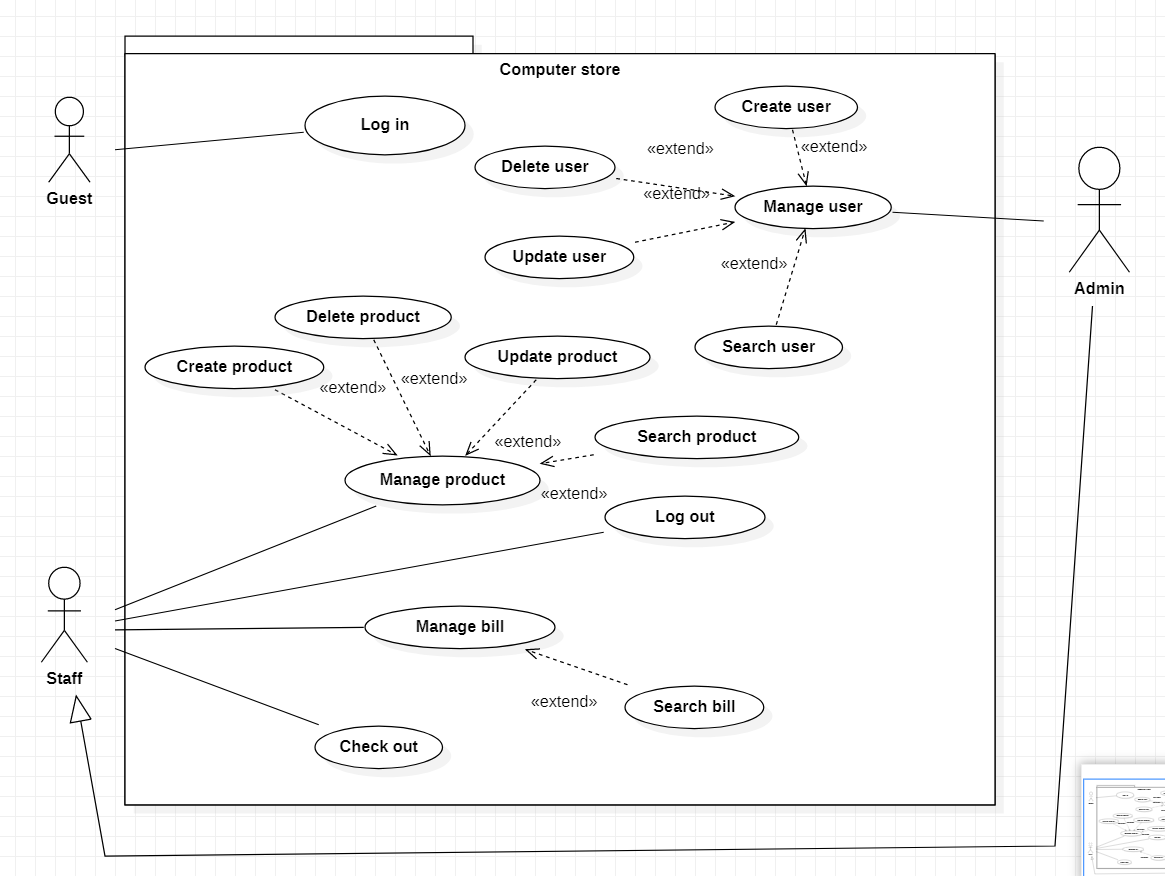 Computer store
Create user
Log in
«extend»
«extend»
Delete user
«extend»
Guest
Manage user
Update user
«extend»
Admin
Delete product
Search user
Update product
Create product
«extend»
«extend»
Search product
«extend»
Manage product
«extend»
Log out
Manage bill
Staff
«extend»
Search bill
Check out